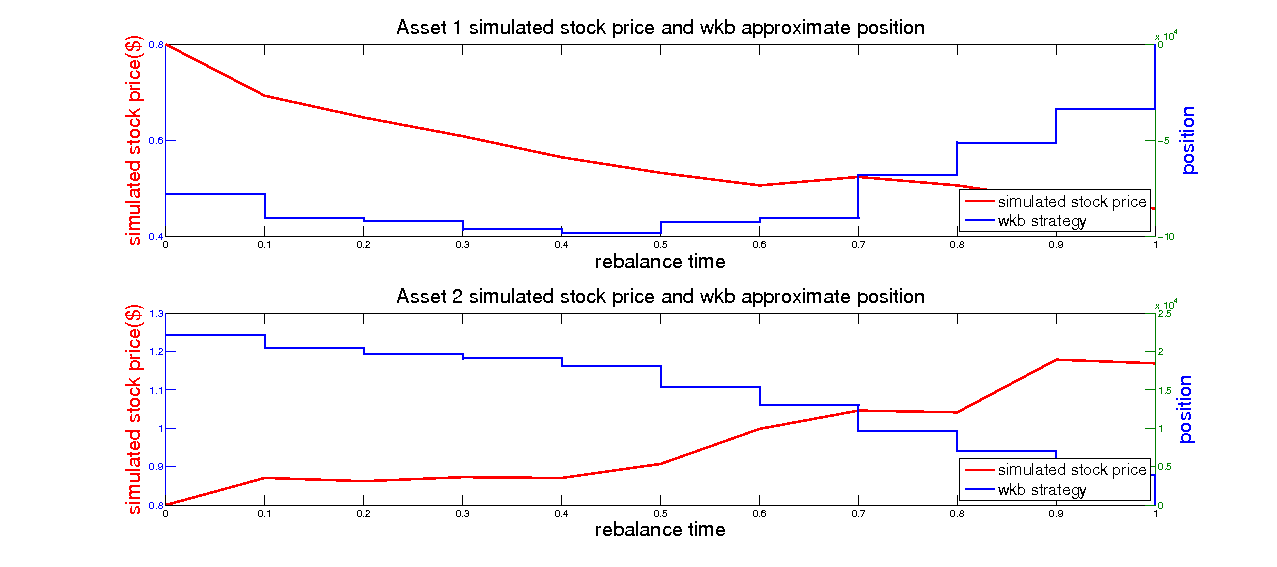 Asset 1 simulated stock price and wkb approximate position
x 10^4
simulated stock price($)
0.8
0.6
0.4
0
-5
-10
position
simulated stock price
wkb strategy
0 0.1 0.2 0.3 0.4 0.5 0.6 0.7 0.8 0.9 1
rebalance time
Asset 2 simulated stock price and wkb approximate position
x 10^4
simulated stock price($)
1.3
1.2
1.1
1
0.9
0.8
2.5
2
1.5
1
0.5
0
position
simulated stock price
wkb strategy
0 0.1 0.2 0.3 0.4 0.5 0.6 0.7 0.8 0.9 1
rebalance time